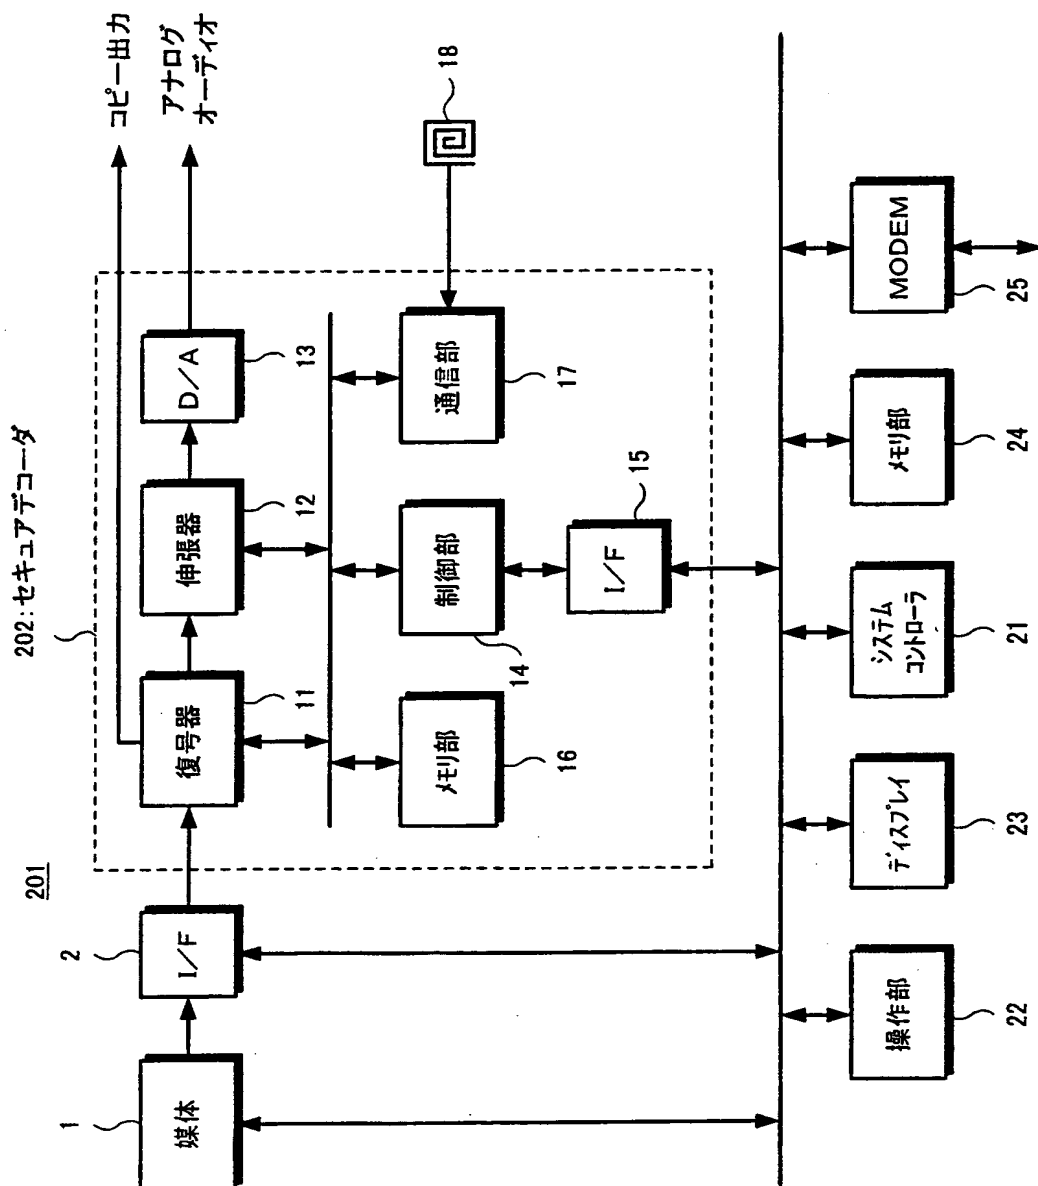 201
202:セキュアデコーダ
コピー出力
アナログ
オーディオ
1
媒体
2
I/F
復号器
11
伸張器
12
D/A
13
メモリ部
16
制御部
14
通信部
17
18
I/F
15
操作部
22
ディスプレイ
23
システム
コントローラ
21
メモリ部
24
MODEM
25